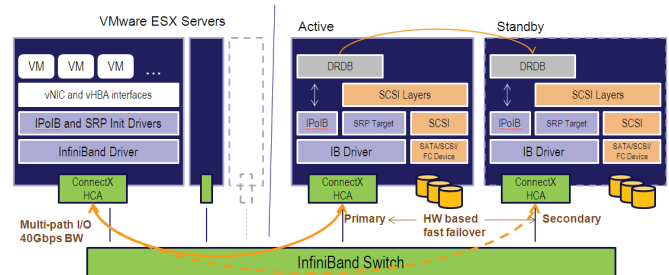 VMware ESX Servers
Active
Standby
VM
VM
VM
...
vNIC and vHBA interfaces
IPoIB and SRP Init Drivers
InfiniBand Driver
ConnectX
HCA
DRDB
SCSI Layers
IPoIB
SRP Target
SCSI
IB Driver
SATA/SCSI/
FC Device
ConnectX
HCA
DRDB
SCSI Layers
IPoIB
SRP Target
SCSI
IB Driver
SATA/SCSI/
FC Device
ConnectX
HCA
Multi-path I/O
40Gbps BW
Primary
HW based
fast failover
Secondary
InfiniBand Switch